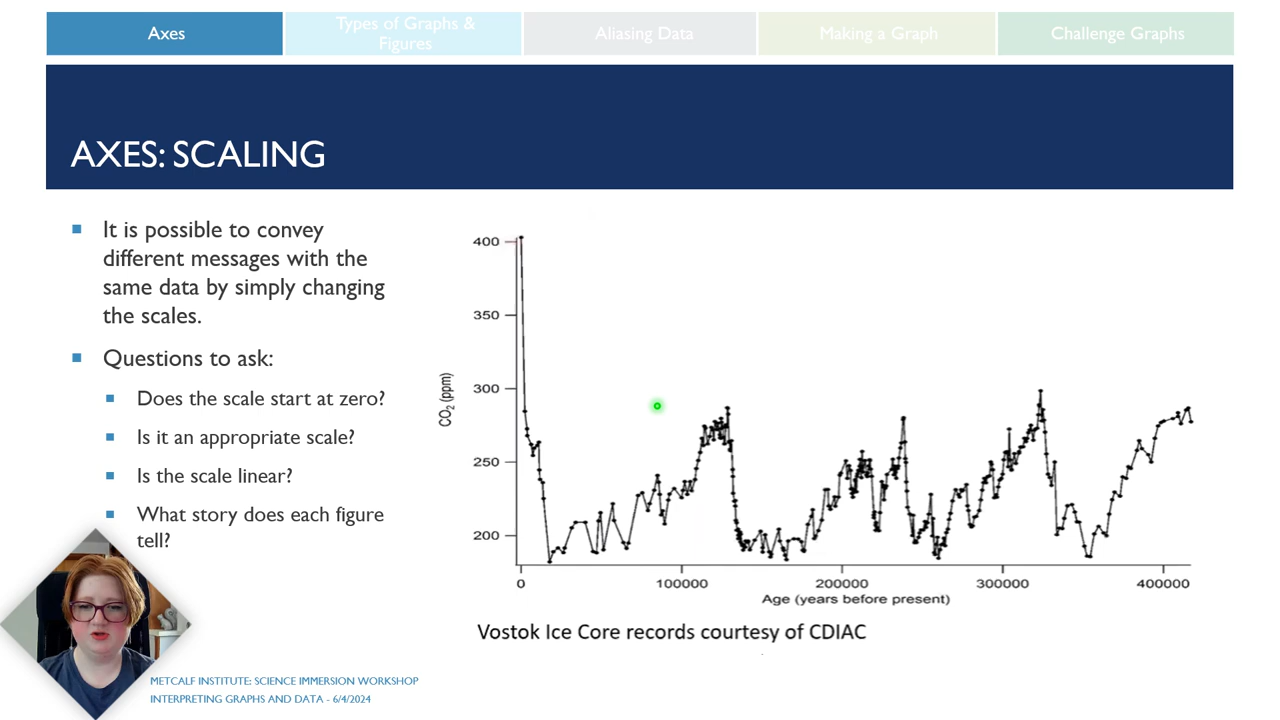 Axes
Types of Graphs &
Figures
Aliasing Data
Making a Graph
Challenge Graphs
AXES: SCALING
It is possible to convey
different messages with the
same data by simply changing
the scales.
Questions to ask:
Does the scale start at zero?
Is it an appropriate scale?
Is the scale linear?
What story does each figure
tell?
400
350
300
250
200
CO₂ (ppm)
0
100000
200000
300000
400000
Age (years before present)
Vostok Ice Core records courtesy of CDIAC
METCALF INSTITUTE: SCIENCE IMMERSION WORKSHOP
INTERPRETING GRAPHS AND DATA - 6/4/2024